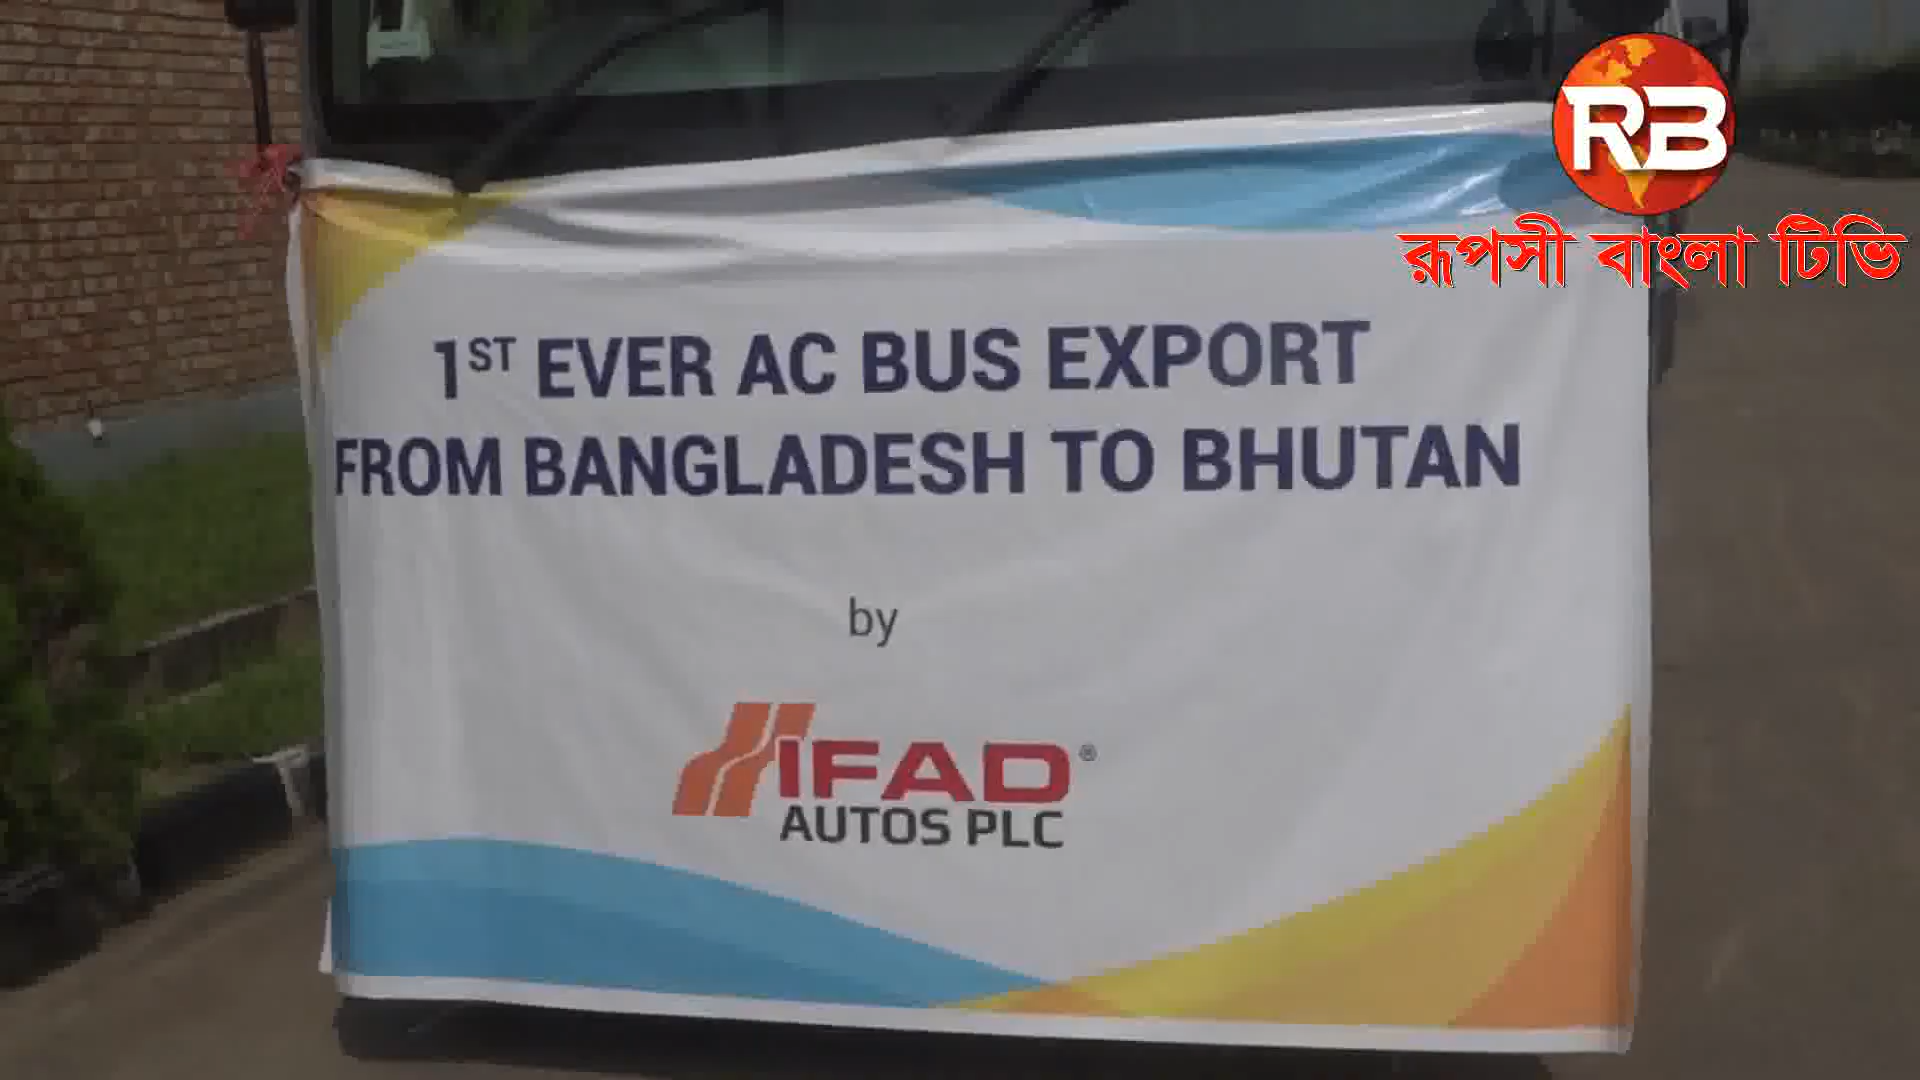 RB
রূপসী বাংলা টিভি
1ST EVER AC BUS EXPORT
FROM BANGLADESH TO BHUTAN
by
IFAD®
AUTOS PLC